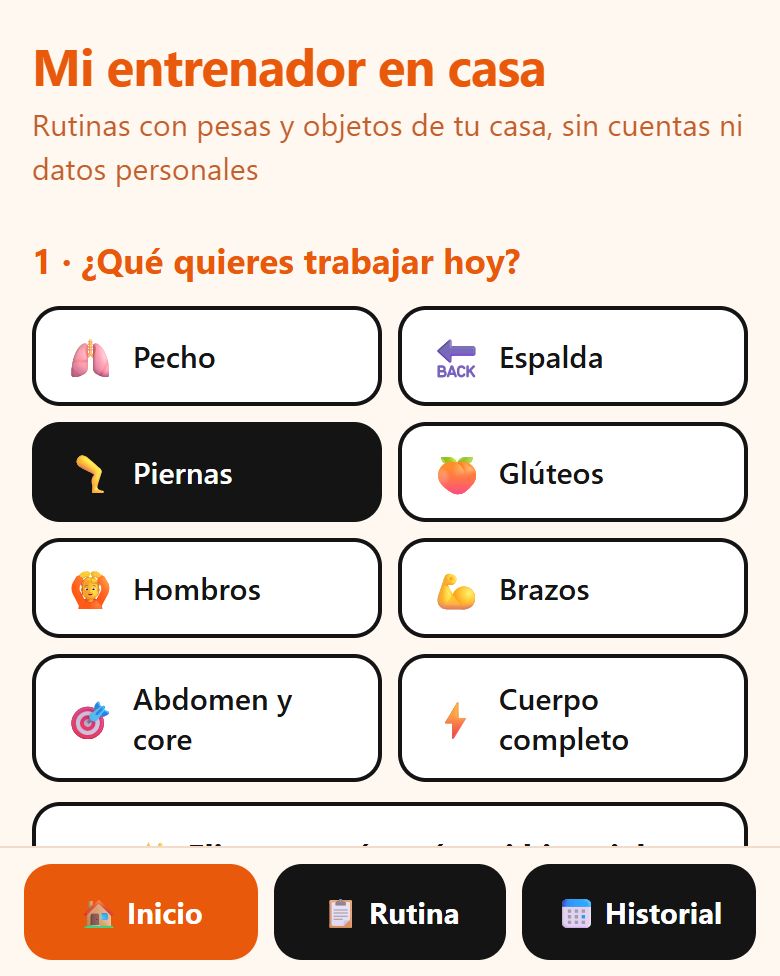 Mi entrenador en casa
Rutinas con pesas y objetos de tu casa, sin cuentas ni
datos personales
1 · ¿Qué quieres trabajar hoy?
Pecho
BACK
Espalda
Piernas
Glúteos
Hombros
Brazos
Abdomen y
core
Cuerpo
completo
Inicio
Rutina
Historial